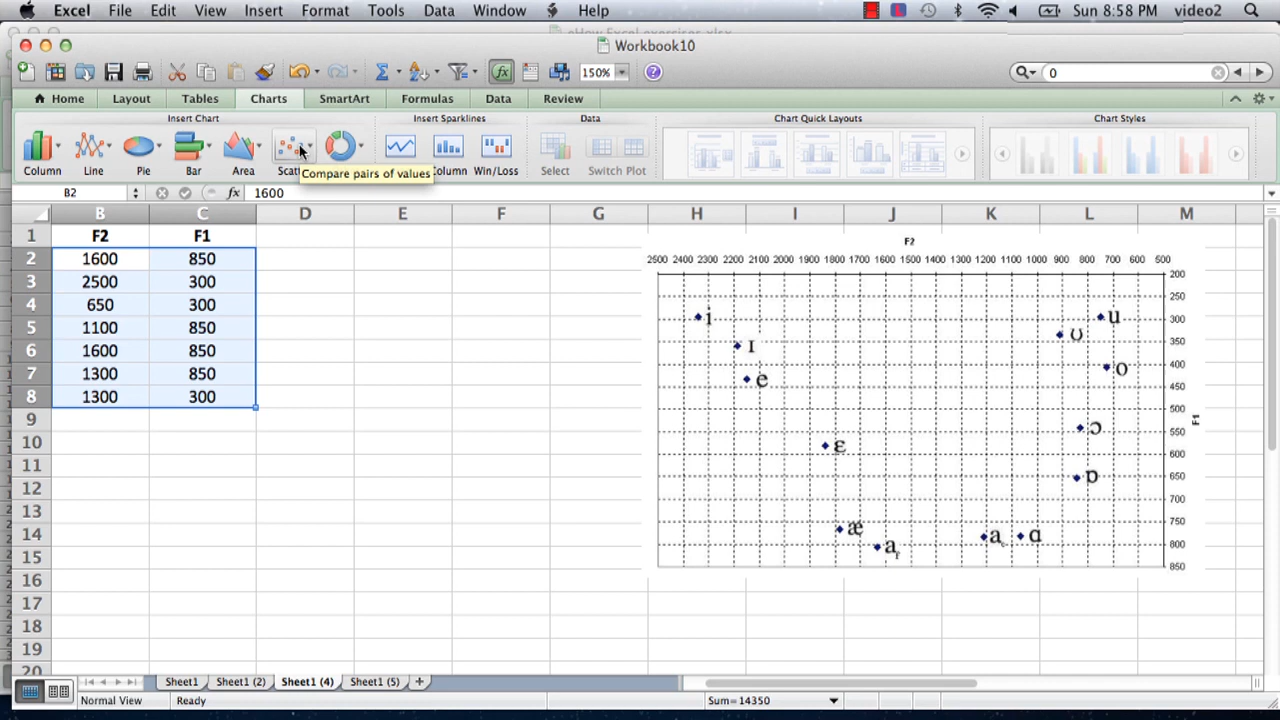 Excel File Edit View Insert Format Tools Data Window Help Sun 8:58 PM video2
Workbook10
150% 0
Home Layout Tables Charts SmartArt Formulas Data Review
Insert Chart Insert Sparklines Data Chart Quick Layouts Chart Styles
Column Line Pie Bar Area Win/Loss Select Switch Plot
Compare pairs of values
B2 fx 1600
B C D E F G H I J K L M
1 F2 F1
2 1600 850
3 2500 300
4 650 300
5 1100 850
6 1600 850
7 1300 850
8 1300 300
9
10
11
12
13
14
15
16
17
18
19
20
F2
2500 2400 2300 2200 2100 2000 1900 1800 1700 1600 1500 1400 1300 1200 1100 1000 900 800 700 600 500
200
250
i u 300
ɪ ʊ 350
o 400
e 450
500
ɔ 550
ɛ 600
ɒ 650
700
æ 750
a a ɑ 800
850
F1
Sheet1 Sheet1 (2) Sheet1 (4) Sheet1 (5)
Normal View Ready Sum=14350